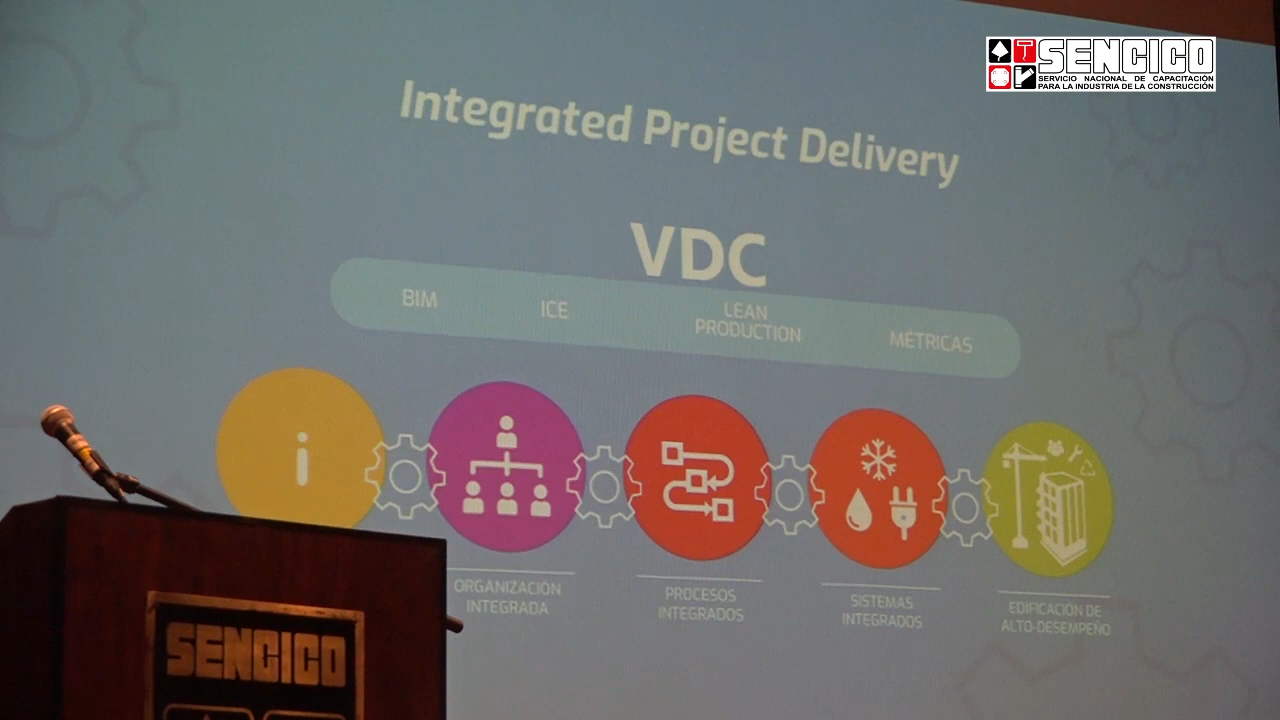 SENCICO
SERVICIO NACIONAL DE CAPACITACIÓN
PARA LA INDUSTRIA DE LA CONSTRUCCIÓN
Integrated Project Delivery
VDC
BIM
ICE
LEAN
PRODUCTION
MÉTRICAS
i
ORGANIZACIÓN
INTEGRADA
PROCESOS
INTEGRADOS
SISTEMAS
INTEGRADOS
EDIFICACIÓN DE
ALTO-DESEMPEÑO
SENCICO